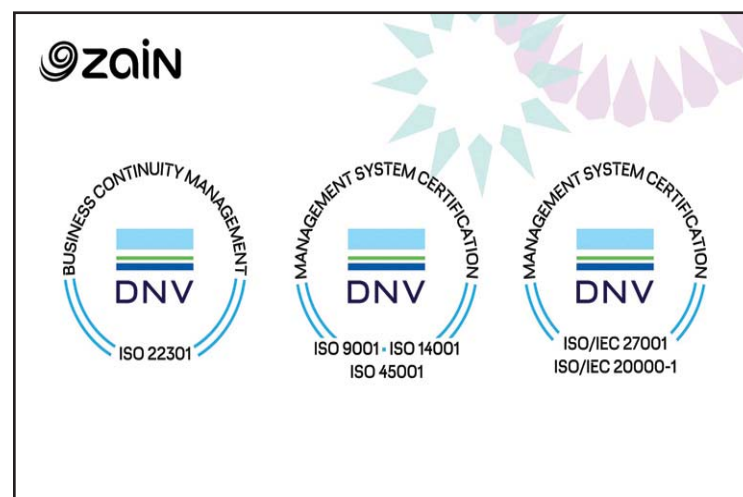 zain
BUSINESS CONTINUITY MANAGEMENT
DNV
ISO 22301
MANAGEMENT SYSTEM CERTIFICATION
DNV
ISO 9001 · ISO 14001
ISO 45001
MANAGEMENT SYSTEM CERTIFICATION
DNV
ISO/IEC 27001
ISO/IEC 20000-1